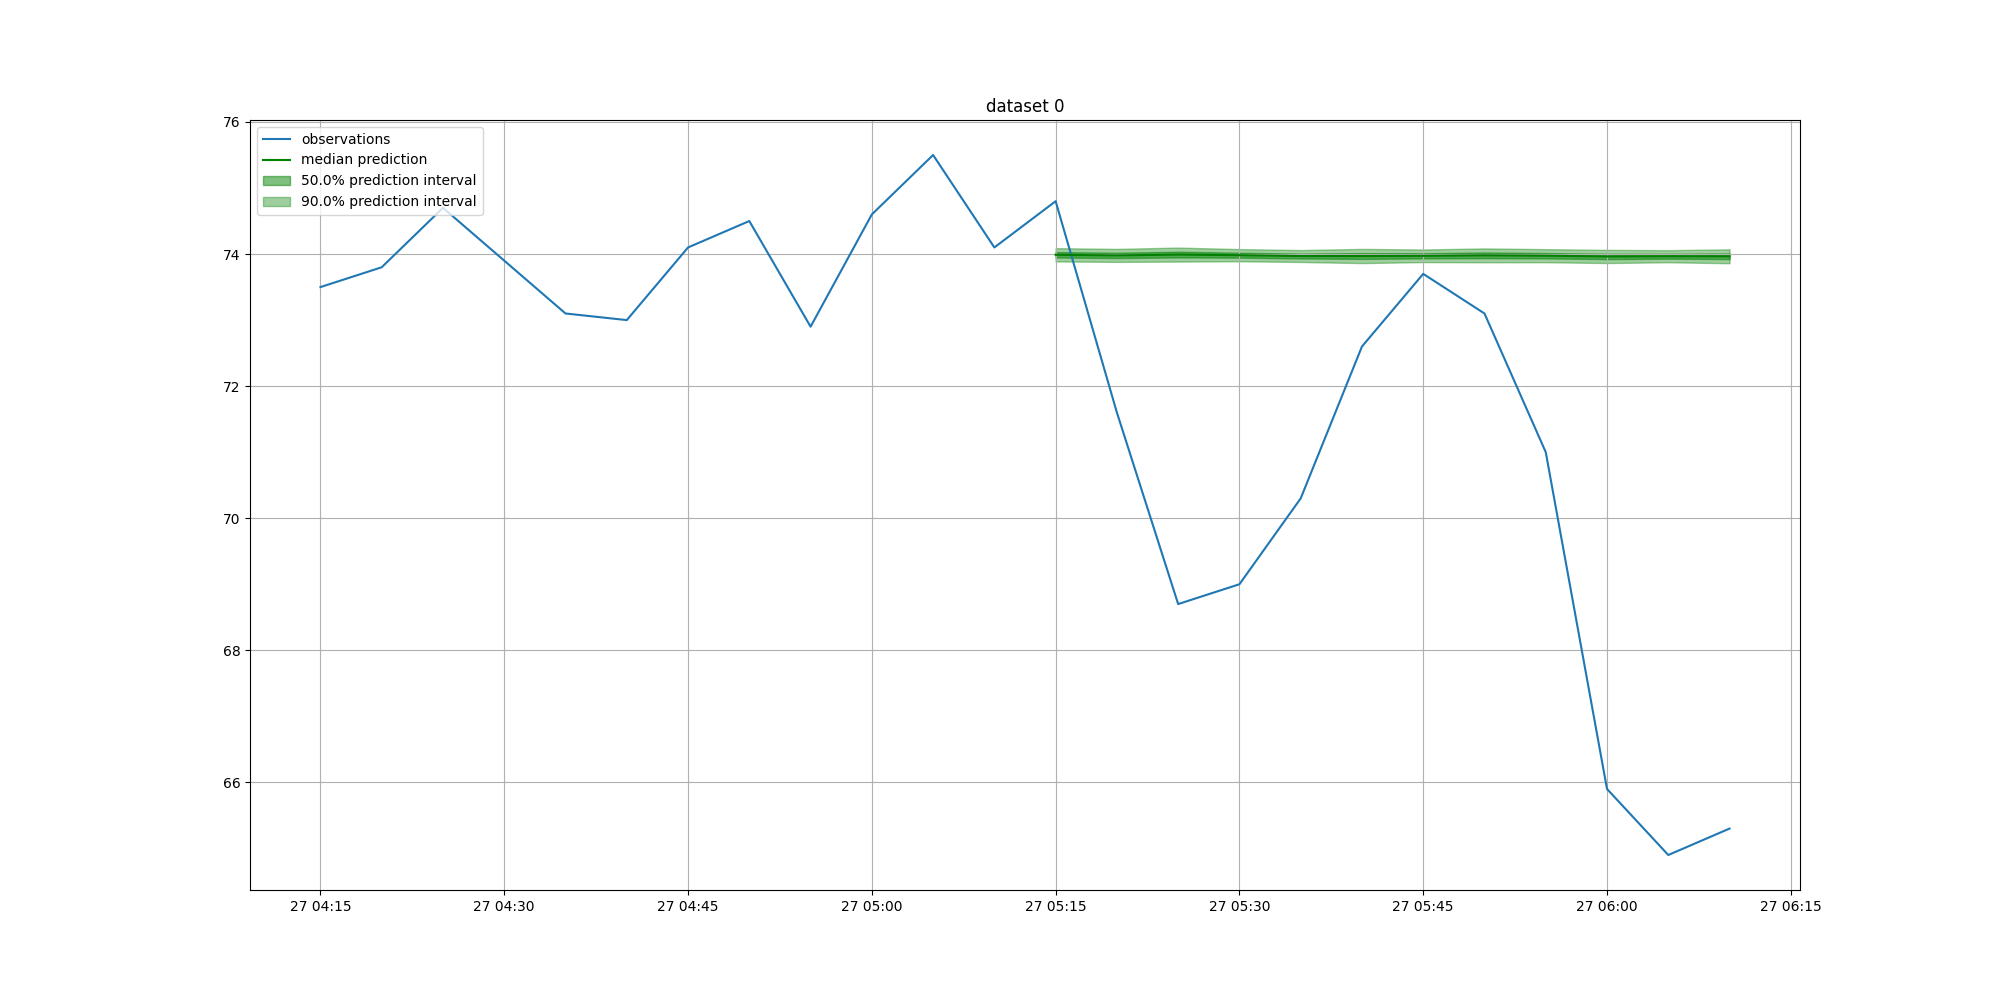 dataset 0
76
observations
median prediction
50.0% prediction interval
90.0% prediction interval
74
72
70
68
66
27 04:15 27 04:30 27 04:45 27 05:00 27 05:15 27 05:30 27 05:45 27 06:00 27 06:15